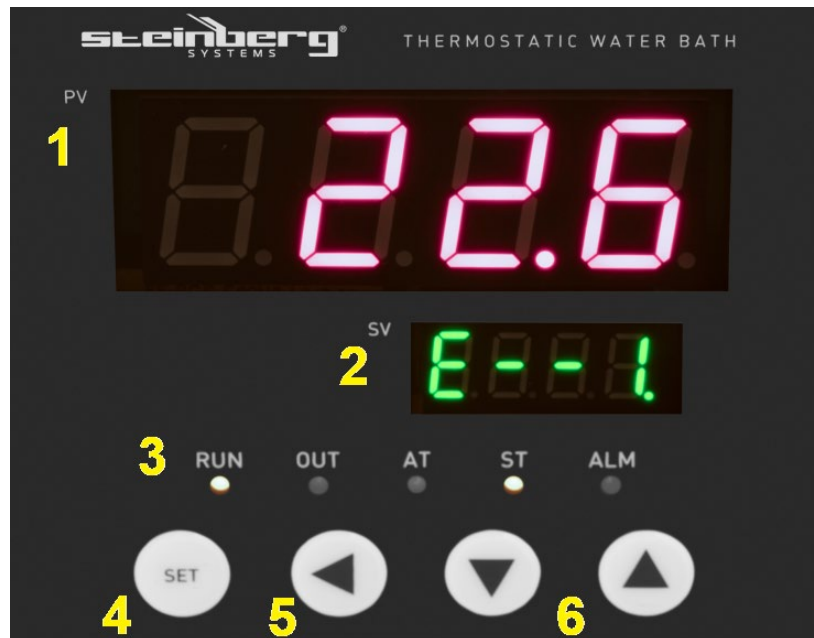 steinberg®
SYSTEMS
THERMOSTATIC WATER BATH
PV
1
22.6
SV
2
E--1.
3
RUN OUT AT ST ALM
SET
4
5
6